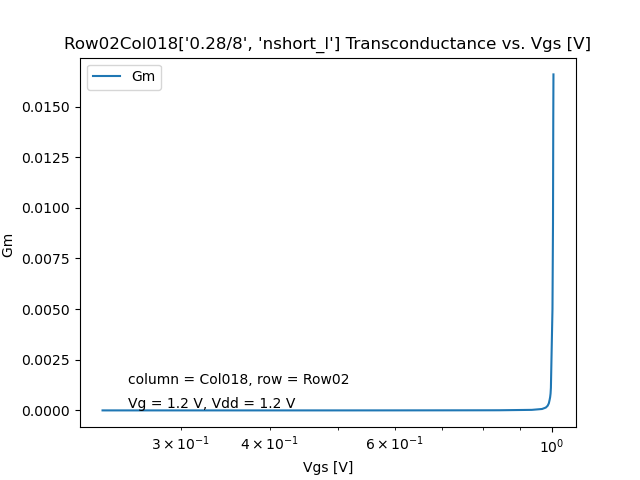 Row02Col018['0.28/8', 'nshort_l'] Transconductance vs. Vgs [V]
Gm
0.0150
0.0125
0.0100
0.0075
0.0050
0.0025
0.0000
Gm
column = Col018, row = Row02
Vg = 1.2 V, Vdd = 1.2 V
3 × 10⁻¹ 4 × 10⁻¹ 6 × 10⁻¹ 10⁰
Vgs [V]